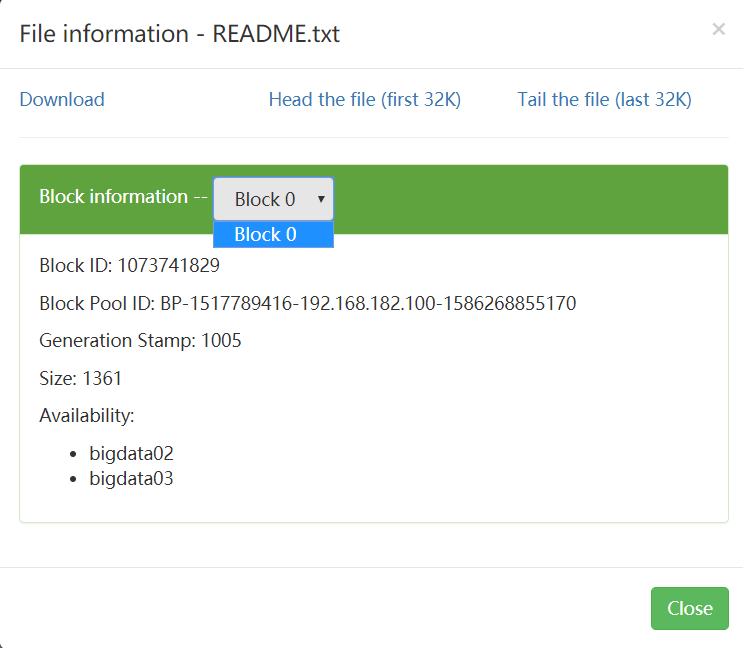 File information - README.txt ×
Download Head the file (first 32K) Tail the file (last 32K)
Block information -- Block 0 ▼
Block 0
Block ID: 1073741829
Block Pool ID: BP-1517789416-192.168.182.100-1586268855170
Generation Stamp: 1005
Size: 1361
Availability:
• bigdata02
• bigdata03
Close